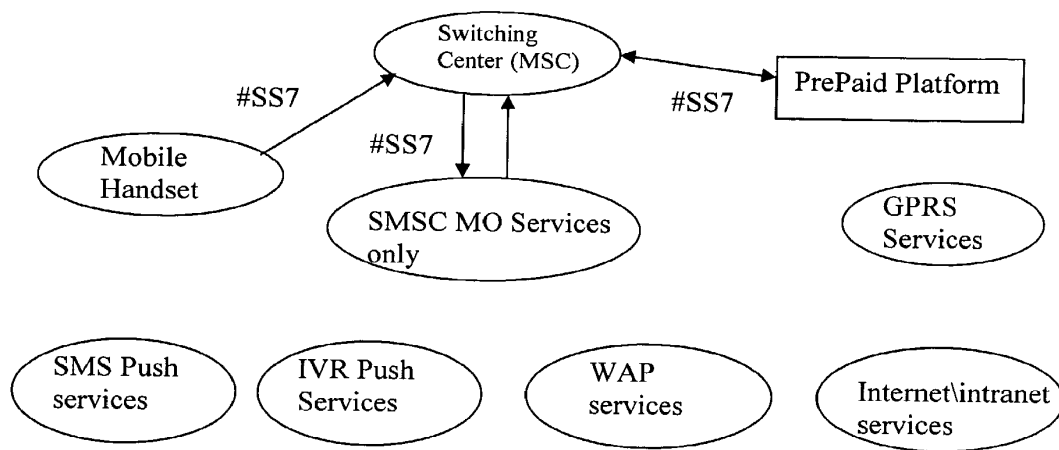 Switching
Center (MSC)
PrePaid Platform
#SS7
#SS7
#SS7
Mobile
Handset
SMSC MO Services
only
GPRS
Services
SMS Push
services
IVR Push
Services
WAP
services
Internet\intranet
services